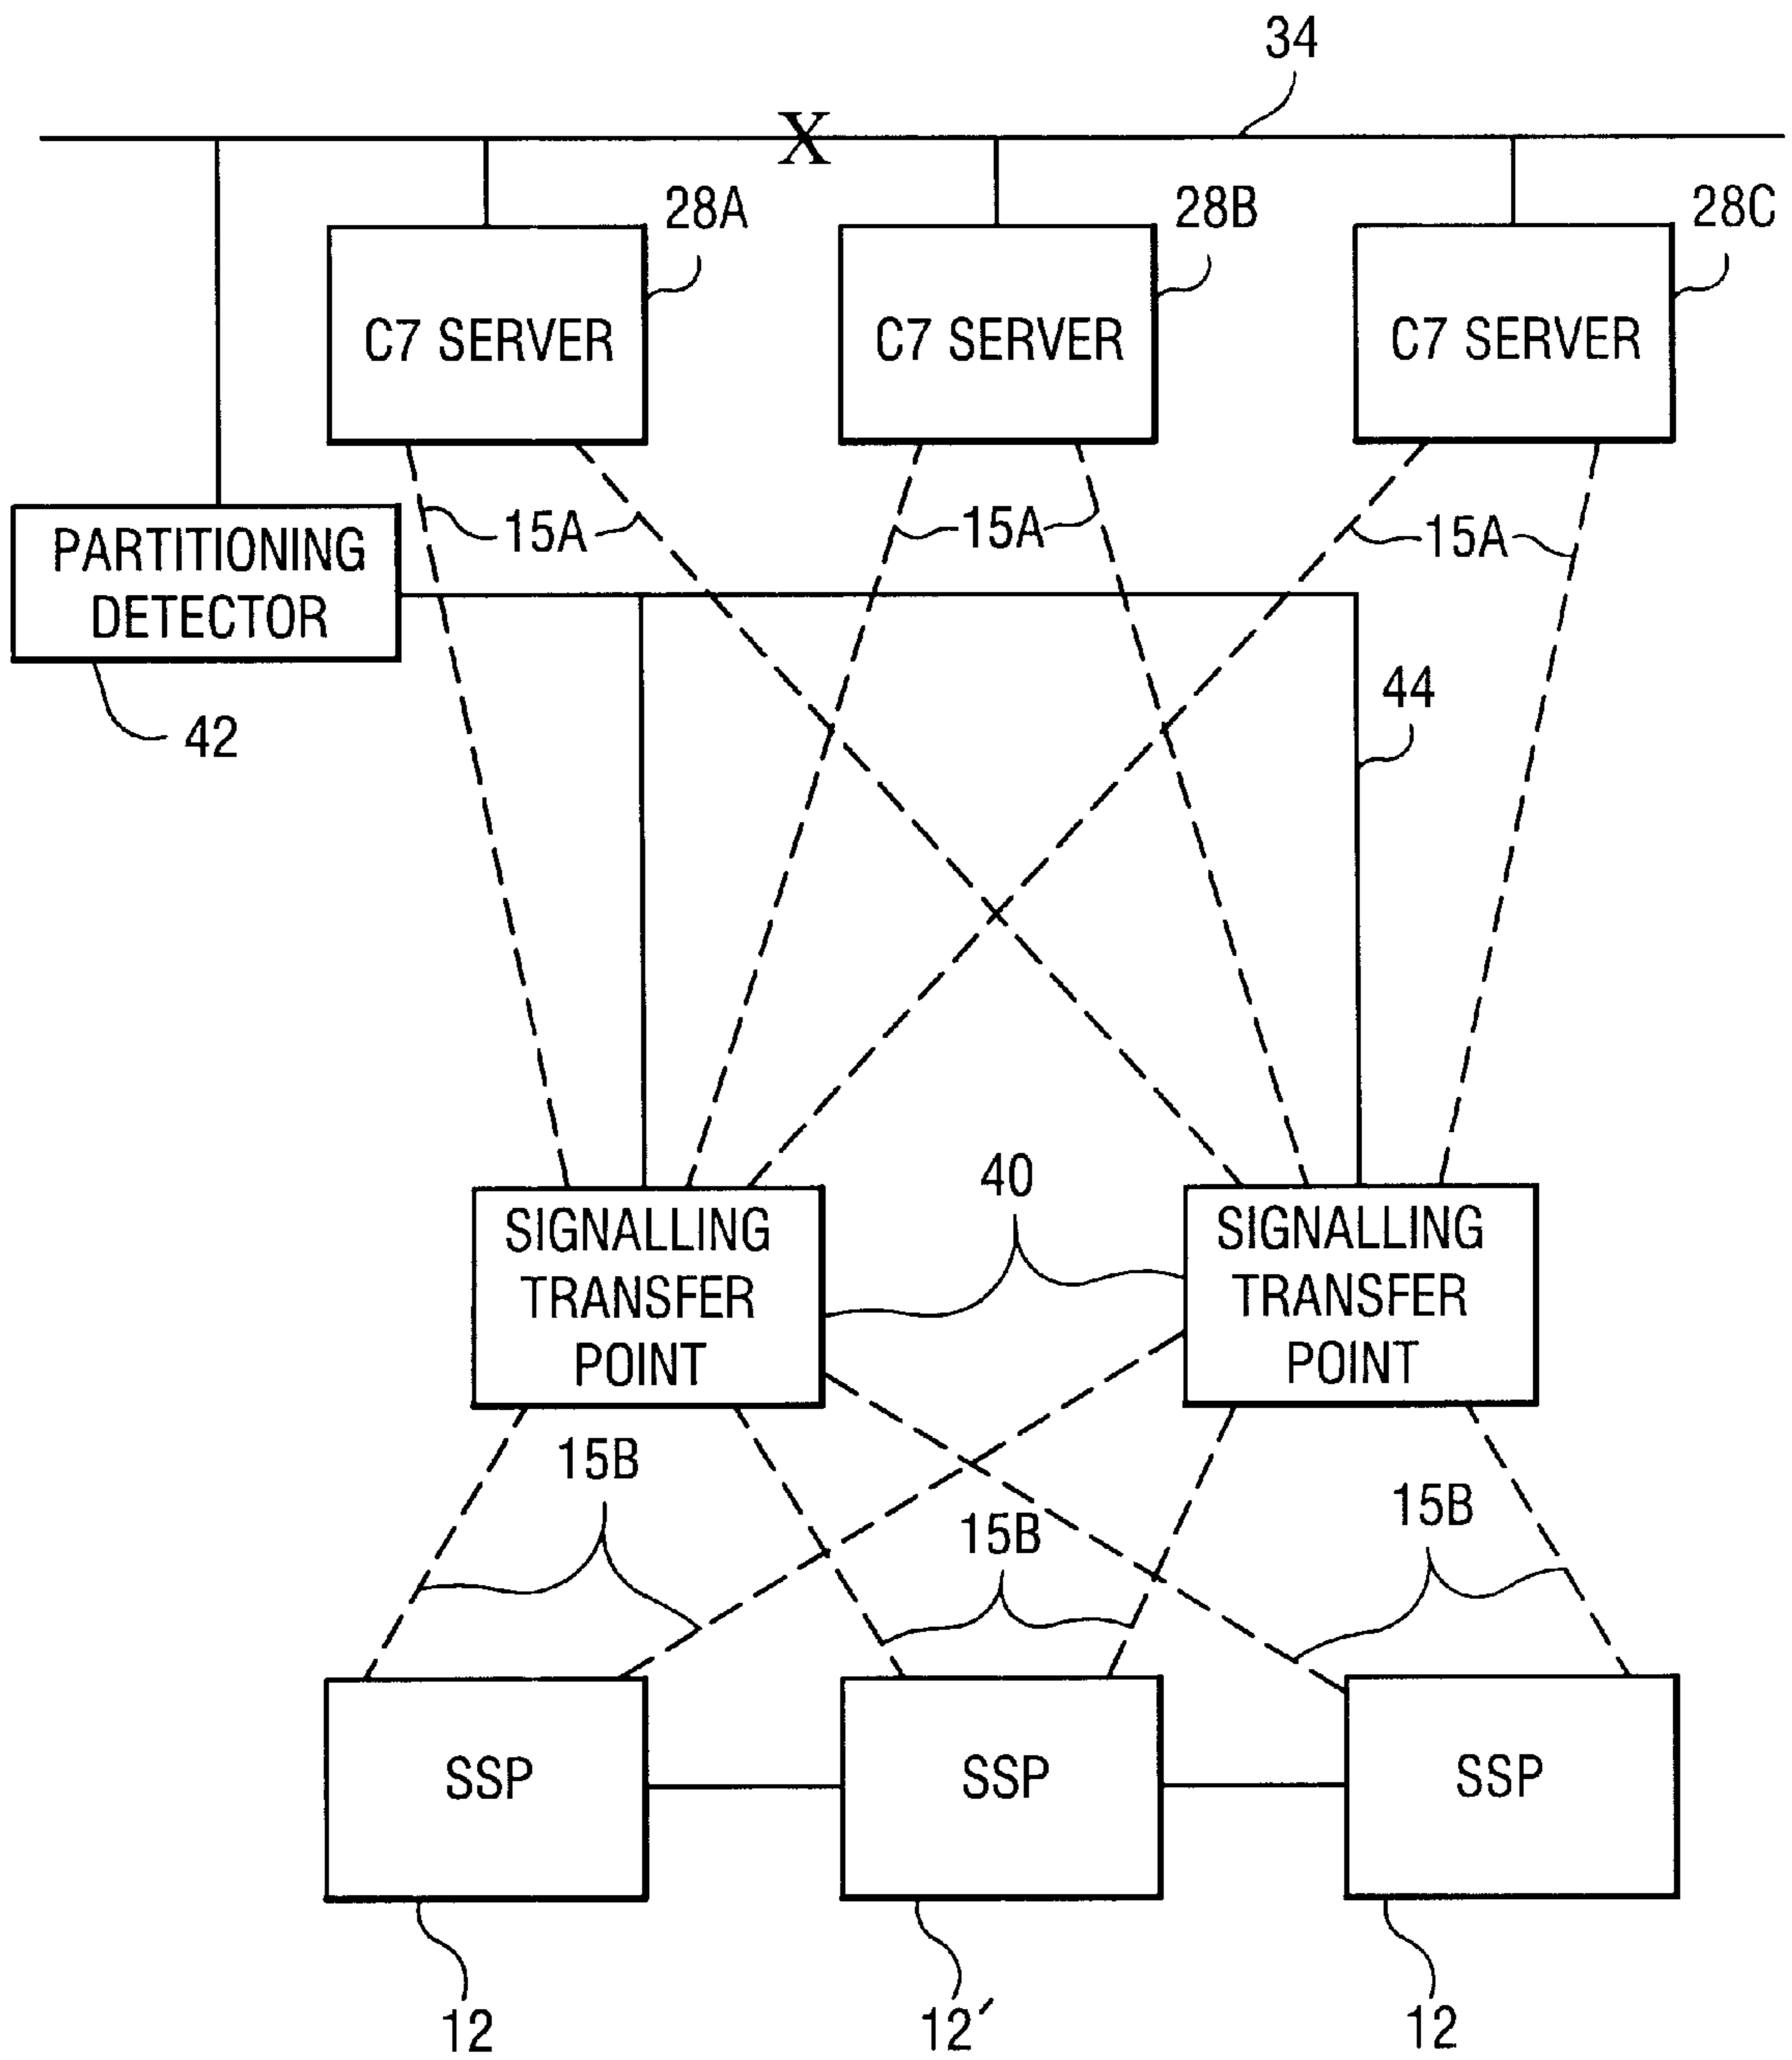 34
X
28A
28B
28C
C7 SERVER
C7 SERVER
C7 SERVER
15A
15A
15A
PARTITIONING
DETECTOR
42
44
40
SIGNALLING
TRANSFER
POINT
SIGNALLING
TRANSFER
POINT
15B
15B
15B
SSP
SSP
SSP
12
12′
12